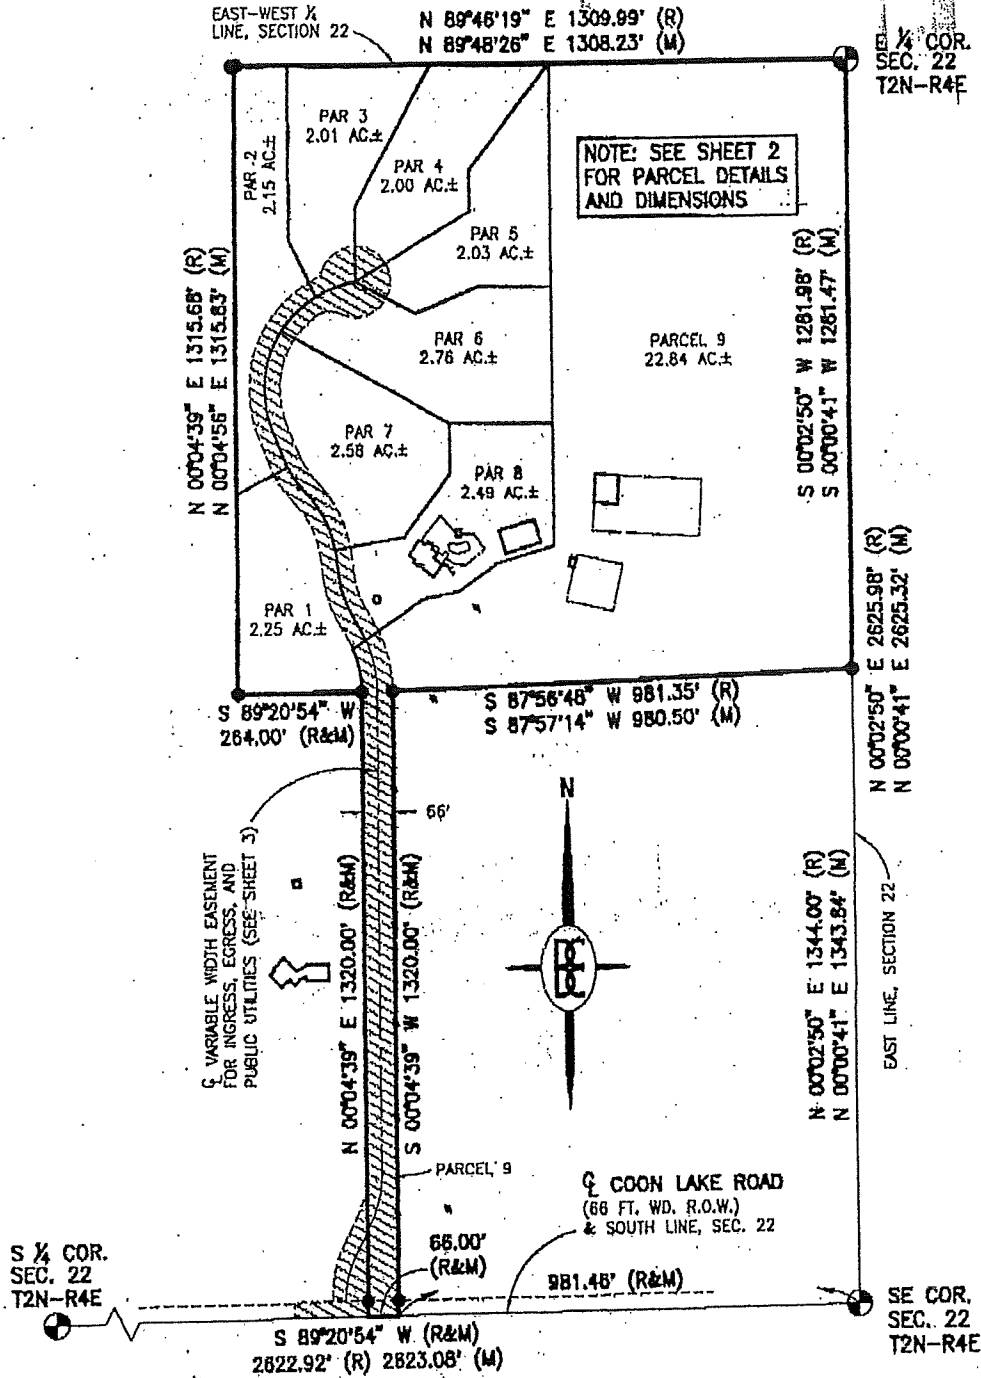 EAST-WEST ¼
LINE, SECTION 22
N 89°46'19" E 1309.99' (R)
N 89°48'26" E 1308.23' (M)
E ¼ COR.
SEC. 22
T2N-R4E
PAR 3
2.01 AC.±
PAR 2
2.15 AC.±
PAR 4
2.00 AC.±
NOTE: SEE SHEET 2
FOR PARCEL DETAILS
AND DIMENSIONS
PAR 5
2.03 AC.±
N 00°04'39" E 1315.68' (R)
N 00°04'56" E 1315.83' (M)
PAR 6
2.76 AC.±
PARCEL 9
22.84 AC.±
S 00°02'50" W 1281.98' (R)
S 00°00'41" W 1281.47' (M)
PAR 7
2.58 AC.±
PAR 8
2.49 AC.±
PAR 1
2.25 AC.±
N 00°02'50" E 2625.98' (R)
N 00°00'41" E 2625.32' (M)
S 89°20'54" W
264.00' (R&M)
S 87°56'48" W 981.35' (R)
S 87°57'14" W 980.50' (M)
N
66'
℄ VARIABLE WIDTH EASEMENT
FOR INGRESS, EGRESS, AND
PUBLIC UTILITIES (SEE SHEET 3)
N 00°04'39" E 1320.00' (R&M)
S 00°04'39" W 1320.00' (R&M)
N 00°02'50" E 1344.00' (R)
N 00°00'41" E 1343.84' (M)
EAST LINE, SECTION 22
PARCEL 9
℄ COON LAKE ROAD
(66 FT. WD. R.O.W.)
& SOUTH LINE, SEC. 22
66.00'
(R&M)
981.46' (R&M)
S ¼ COR.
SEC. 22
T2N-R4E
SE COR.
SEC. 22
T2N-R4E
S 89°20'54" W (R&M)
2622.92' (R) 2623.08' (M)